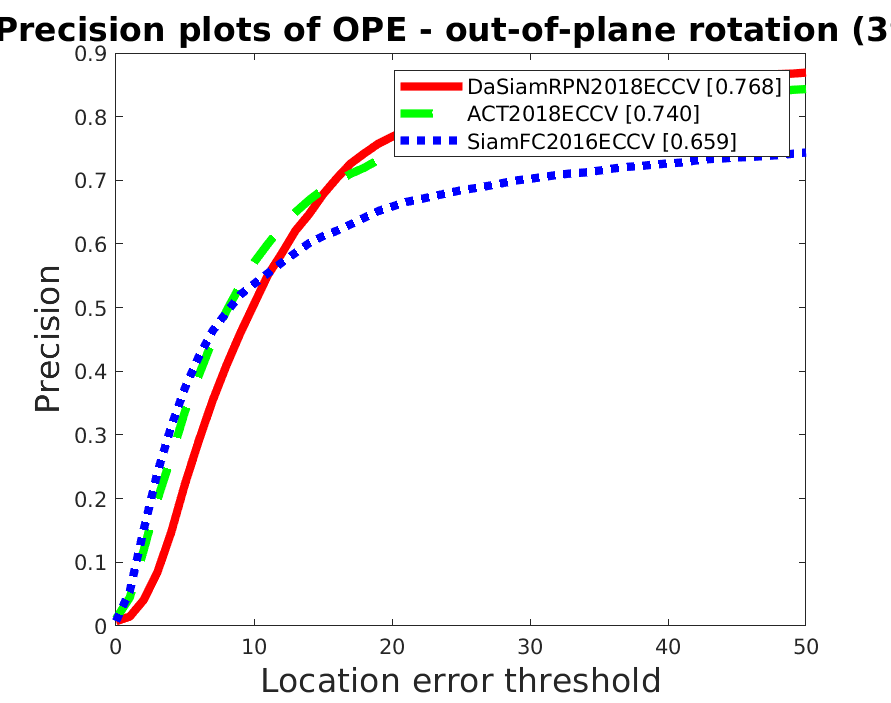 Precision plots of OPE - out-of-plane rotation (3
0.9
0.8
0.7
0.6
0.5
0.4
0.3
0.2
0.1
0
Precision
DaSiamRPN2018ECCV [0.768]
ACT2018ECCV [0.740]
SiamFC2016ECCV [0.659]
0 10 20 30 40 50
Location error threshold